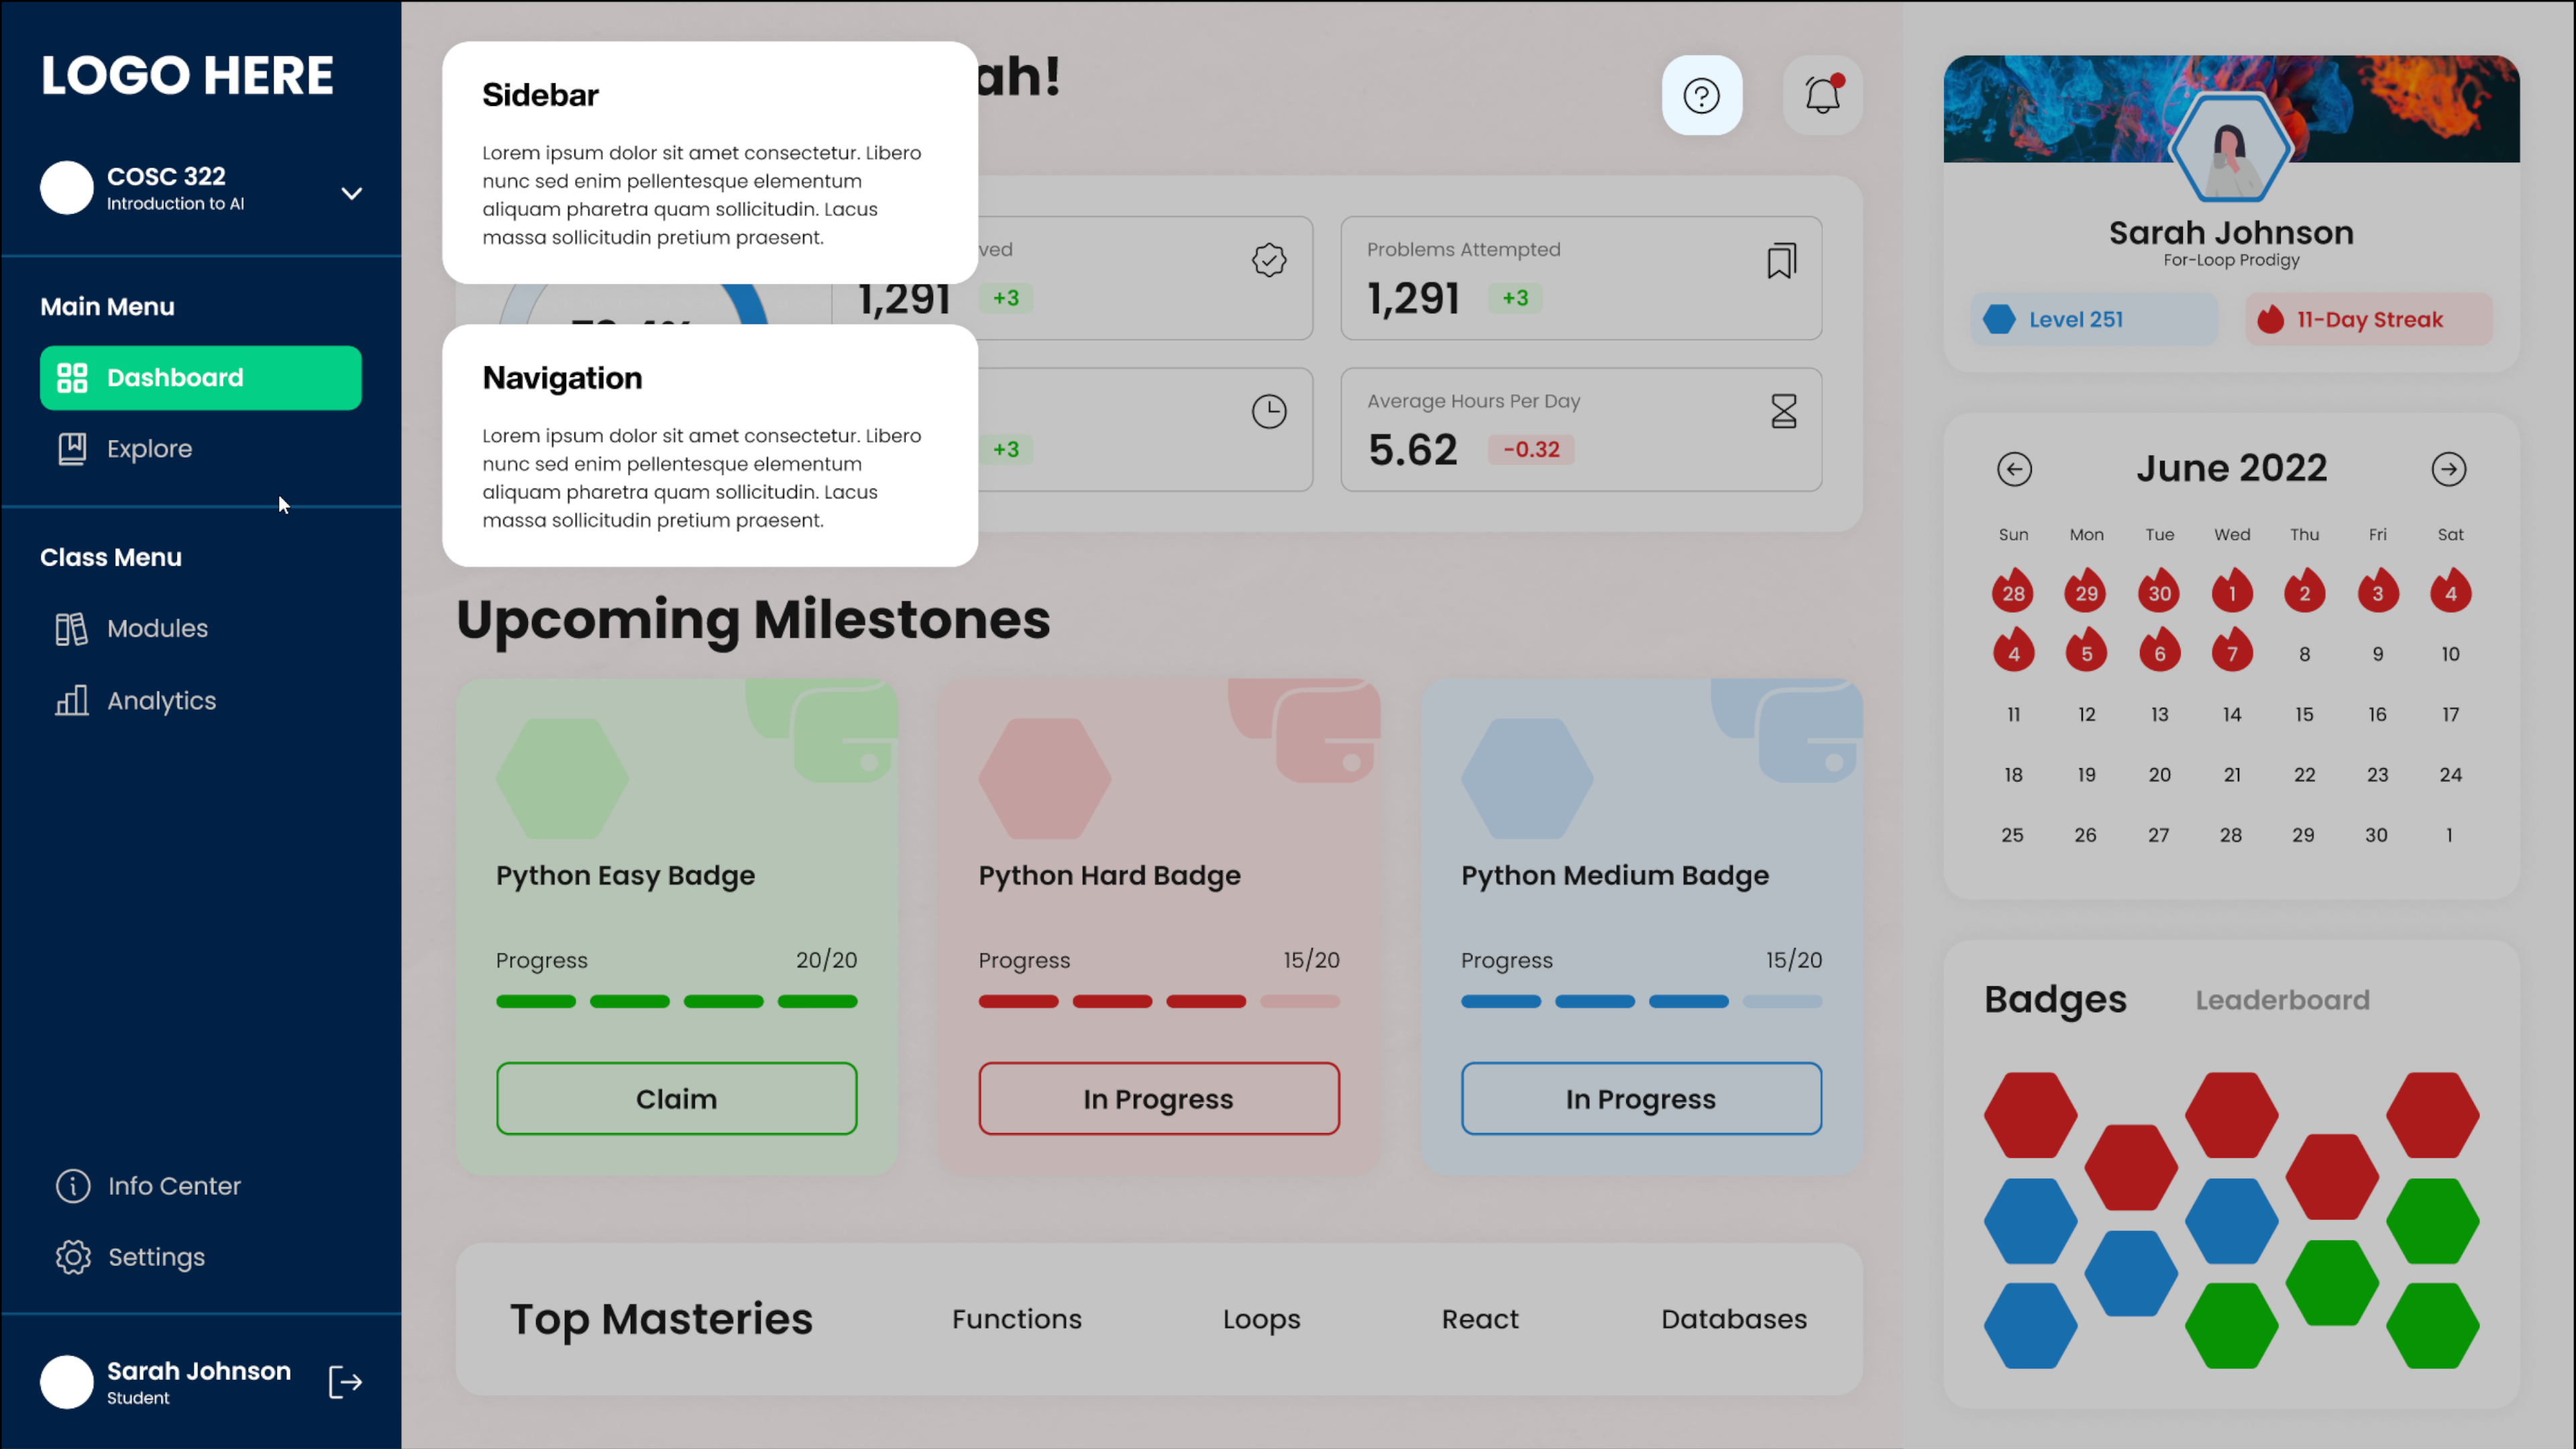 LOGO HERE
COSC 322
Introduction to AI
Main Menu
Dashboard
Explore
Class Menu
Modules
Analytics
Info Center
Settings
Sarah Johnson
Student
Sidebar
Lorem ipsum dolor sit amet consectetur. Libero
nunc sed enim pellentesque elementum
aliquam pharetra quam sollicitudin. Lacus
massa sollicitudin pretium praesent.
Navigation
Lorem ipsum dolor sit amet consectetur. Libero
nunc sed enim pellentesque elementum
aliquam pharetra quam sollicitudin. Lacus
massa sollicitudin pretium praesent.
ah!
ved
1,291 +3
Problems Attempted
1,291 +3
+3
Average Hours Per Day
5.62 -0.32
Upcoming Milestones
Python Easy Badge
Progress 20/20
Claim
Python Hard Badge
Progress 15/20
In Progress
Python Medium Badge
Progress 15/20
In Progress
Top Masteries Functions Loops React Databases
Sarah Johnson
For-Loop Prodigy
Level 251
11-Day Streak
June 2022
Sun Mon Tue Wed Thu Fri Sat
28 29 30 1 2 3 4
4 5 6 7 8 9 10
11 12 13 14 15 16 17
18 19 20 21 22 23 24
25 26 27 28 29 30 1
Badges Leaderboard